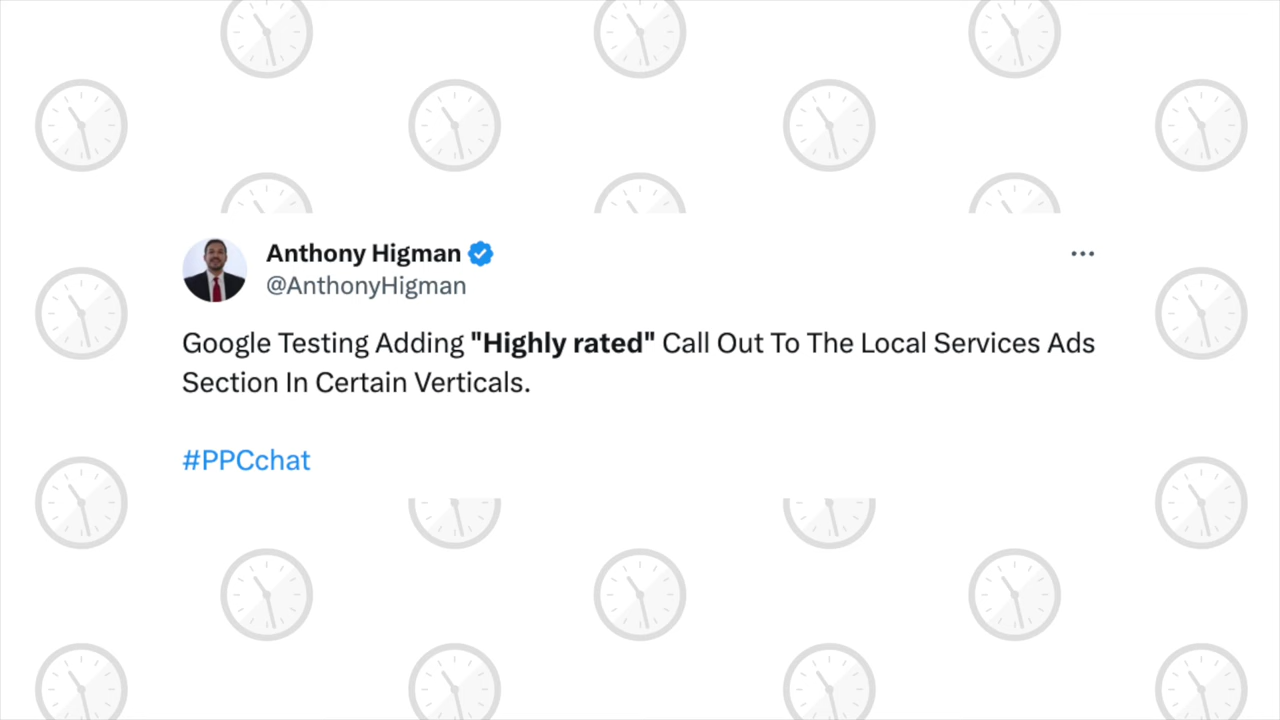 Anthony Higman
@AnthonyHigman
Google Testing Adding "Highly rated" Call Out To The Local Services Ads
Section In Certain Verticals.
#PPCchat